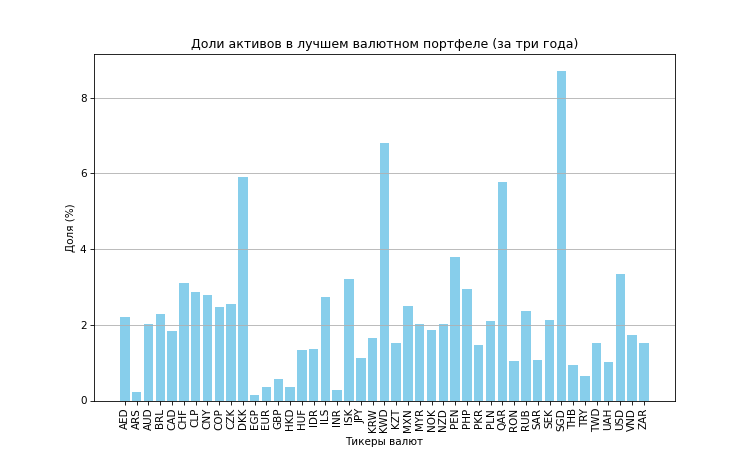 Доли активов в лучшем валютном портфеле (за три года)
Доля (%)
8
6
4
2
0
AED ARS AUD BRL CAD CHF CLP CNY COP CZK DKK EGP EUR GBP HKD HUF IDR ILS INR ISK JPY KRW KWD KZT MXN MYR NOK NZD PEN PHP PKR PLN QAR RON RUB SAR SEK SGD THB TRY TWD UAH USD VND ZAR
Тикеры валют